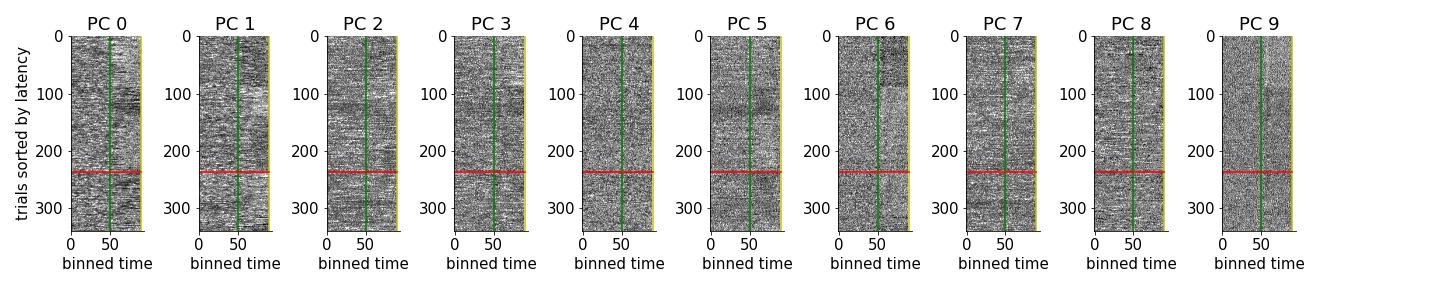 PC 0 PC 1 PC 2 PC 3 PC 4 PC 5 PC 6 PC 7 PC 8 PC 9
trials sorted by latency
0 0 0 0 0 0 0 0 0 0
100 100 100 100 100 100 100 100 100 100
200 200 200 200 200 200 200 200 200 200
300 300 300 300 300 300 300 300 300 300
0 50 0 50 0 50 0 50 0 50 0 50 0 50 0 50 0 50 0 50
binned time binned time binned time binned time binned time binned time binned time binned time binned time binned time